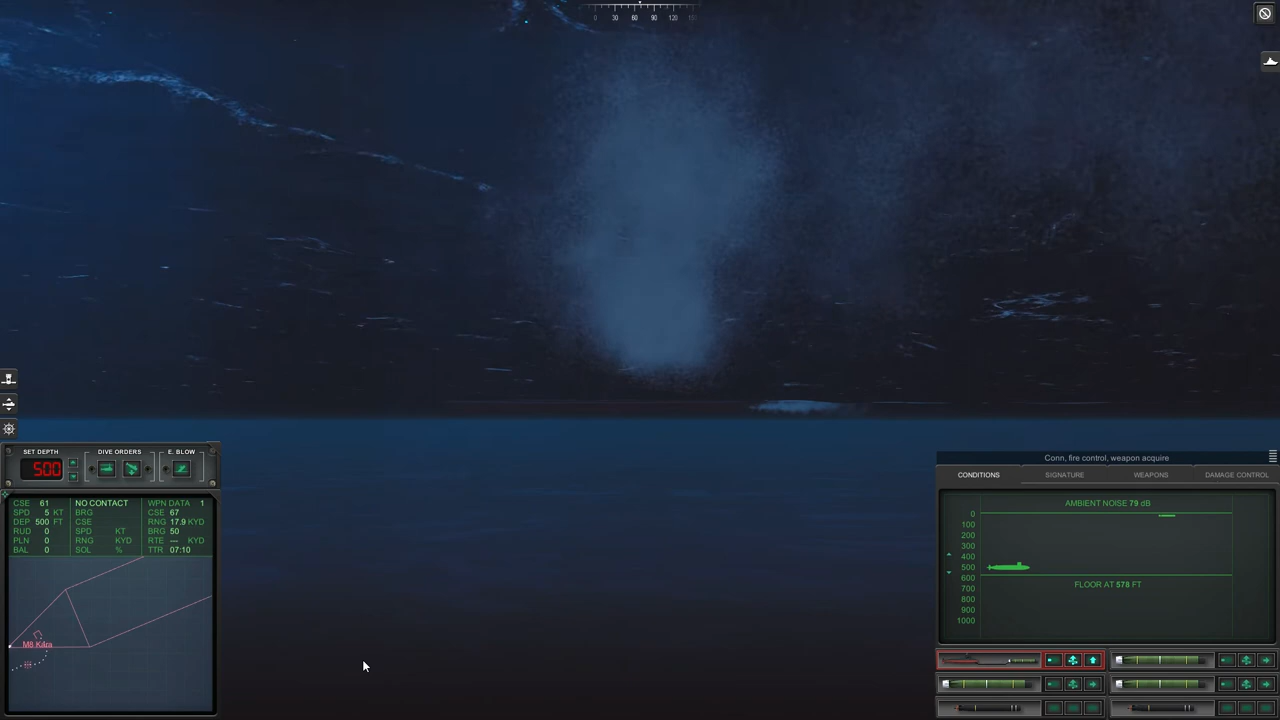 0 30 60 90 120 150
SET DEPTH
DIVE ORDERS
E. BLOW
500
CSE 61
SPD 5 KT
DEP 500 FT
RUD 0
PLN 0
BAL 0
NO CONTACT
BRG
CSE
SPD KT
RNG KYD
SOL %
WPN DATA 1
CSE 67
RNG 17.9 KYD
BRG 50
RTE --- KYD
TTR 07:10
M8 Kara
Conn, fire control, weapon acquire
CONDITIONS
SIGNATURE
WEAPONS
DAMAGE CONTROL
AMBIENT NOISE 79 dB
0
100
200
300
400
500
600
700
800
900
1000
FLOOR AT 578 FT